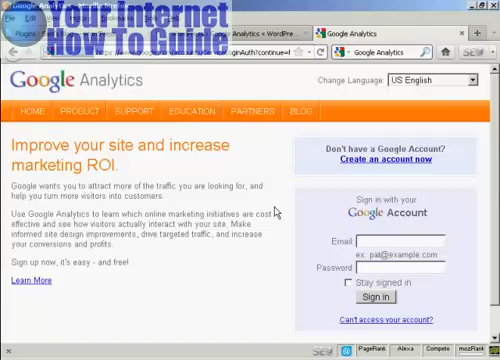 Your Internet
How To Guide
Google Analytics - Mozilla Firefox
Analytics « WordPre...
Google Analytics
Google Analytics
Google Analytics
Change Language: US English
HOME PRODUCT SUPPORT EDUCATION PARTNERS BLOG
Improve your site and increase
marketing ROI.
Google wants you to attract more of the traffic you are looking for, and
help you turn more visitors into customers.
Use Google Analytics to learn which online marketing initiatives are cost
effective and see how visitors actually interact with your site. Make
informed site design improvements, drive targeted traffic, and increase
your conversions and profits.
Sign up now, it's easy - and free!
Learn More
Don't have a Google Account?
Create an account now
Sign in with your
Google Account
Email:
ex: pat@example.com
Password:
Stay signed in
Sign in
Can't access your account?
PageRank Alexa Compete mozRank